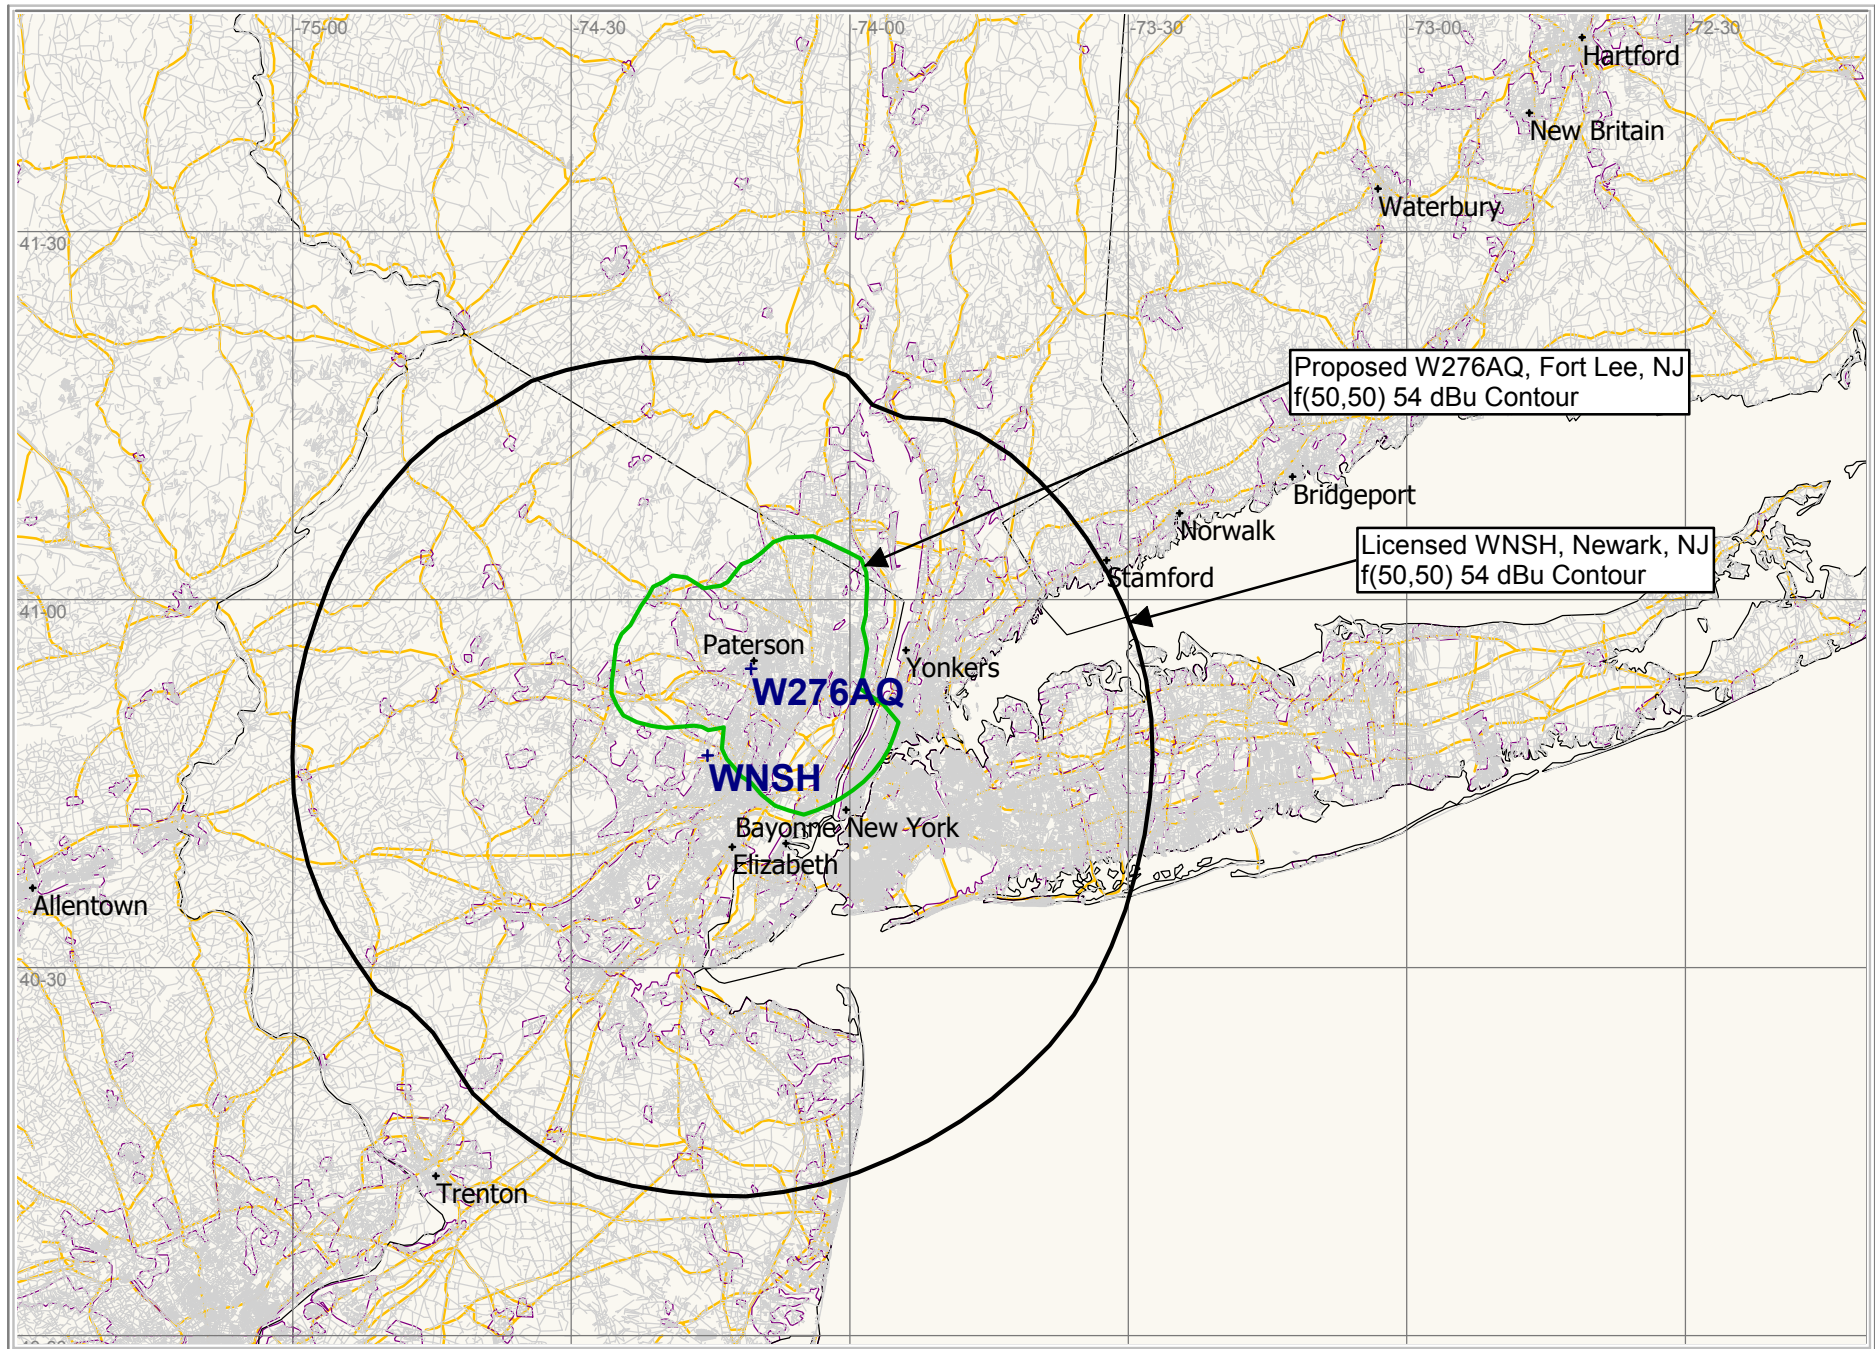 -75-00
-74-30
-74-00
-73-30
-73-00
-72-30
Hartford
New Britain
Waterbury
41-30
Proposed W276AQ, Fort Lee, NJ
f(50,50) 54 dBu Contour
Bridgeport
Norwalk
Licensed WNSH, Newark, NJ
f(50,50) 54 dBu Contour
Stamford
41-00
Paterson
Yonkers
W276AQ
WNSH
Bayonne
New York
Elizabeth
Allentown
40-30
Trenton